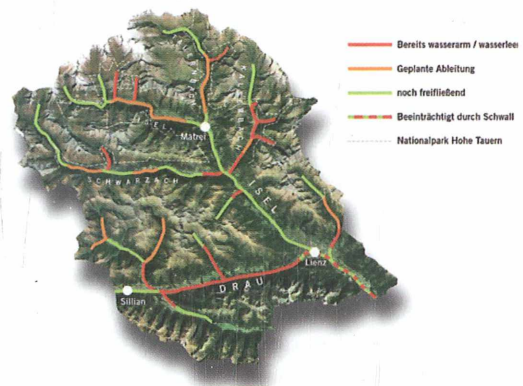 Bereits wasserarm / wasserleer
Geplante Ableitung
noch freifließend
Beeinträchtigt durch Schwall
Nationalpark Hohe Tauern
Matrei
ISEL
SCHWARZACH
ISEL
Lienz
DRAU
Sillian